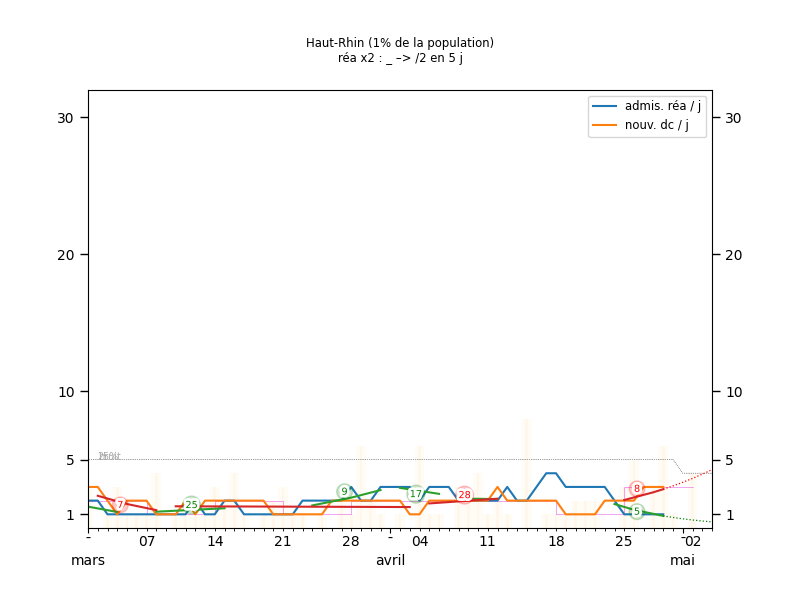 Haut-Rhin (1% de la population)
réa x2 : _ –> /2 en 5 j
admis. réa / j
nouv. dc / j
30 30
20 20
10 10
5 5
1 1
7 25 9 17 28 8 5
- 07 14 21 28 - 04 11 18 25 - 02
mars avril mai